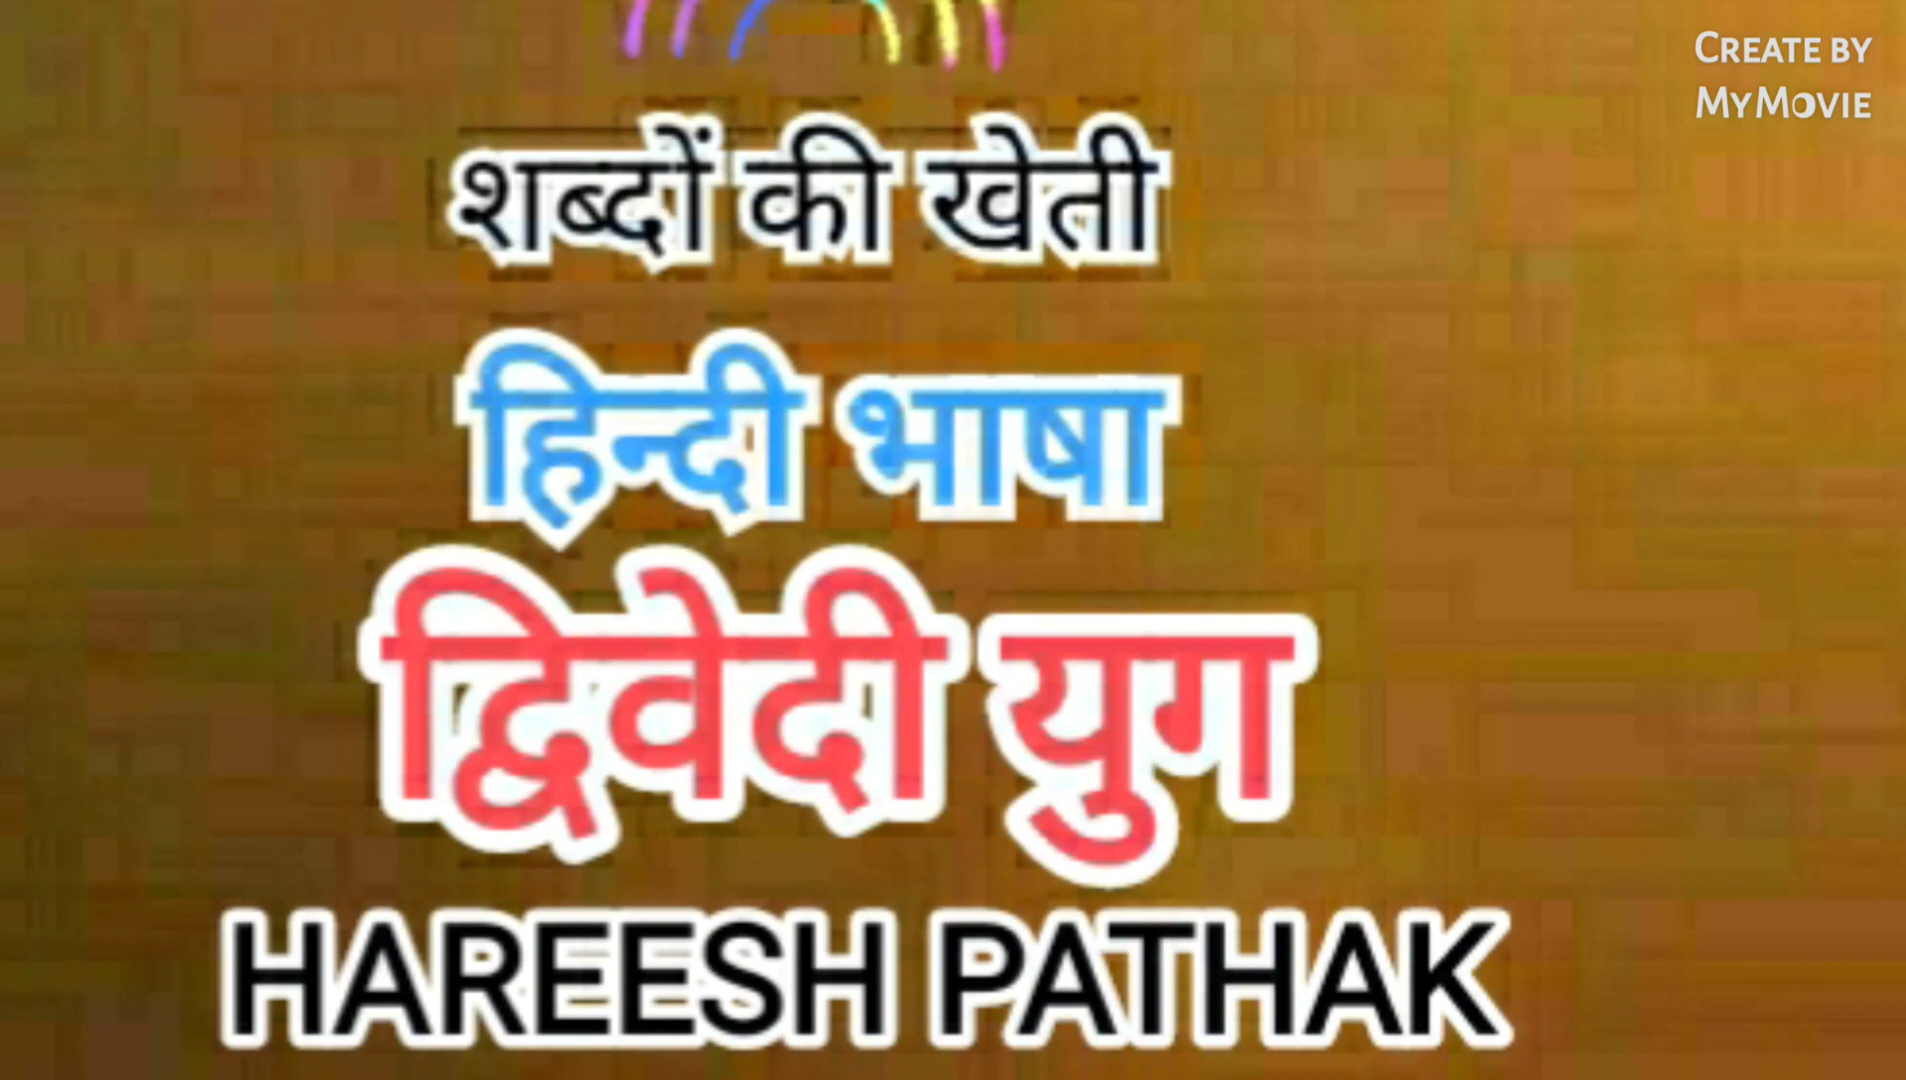 CREATE BY
MYMOVIE
शब्दों की खेती
हिन्दी भाषा
द्विवेदी युग
HAREESH PATHAK